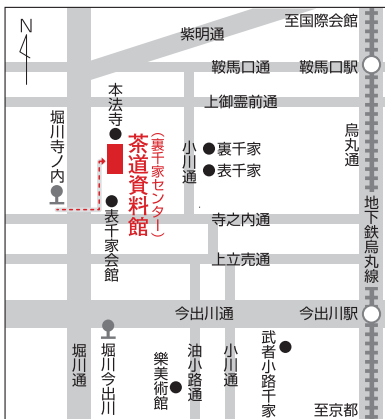 N
至国際会館
紫明通
鞍馬口通
鞍馬口駅
上御霊前通
烏丸通
本法寺
堀川寺ノ内
茶道資料館
(裏千家センター)
小川通
裏千家
表千家
表千家会館
寺之内通
地下鉄烏丸線
上立売通
今出川通
今出川駅
堀川通
堀川今出川
樂美術館
油小路通
小川通
武者小路千家
至京都